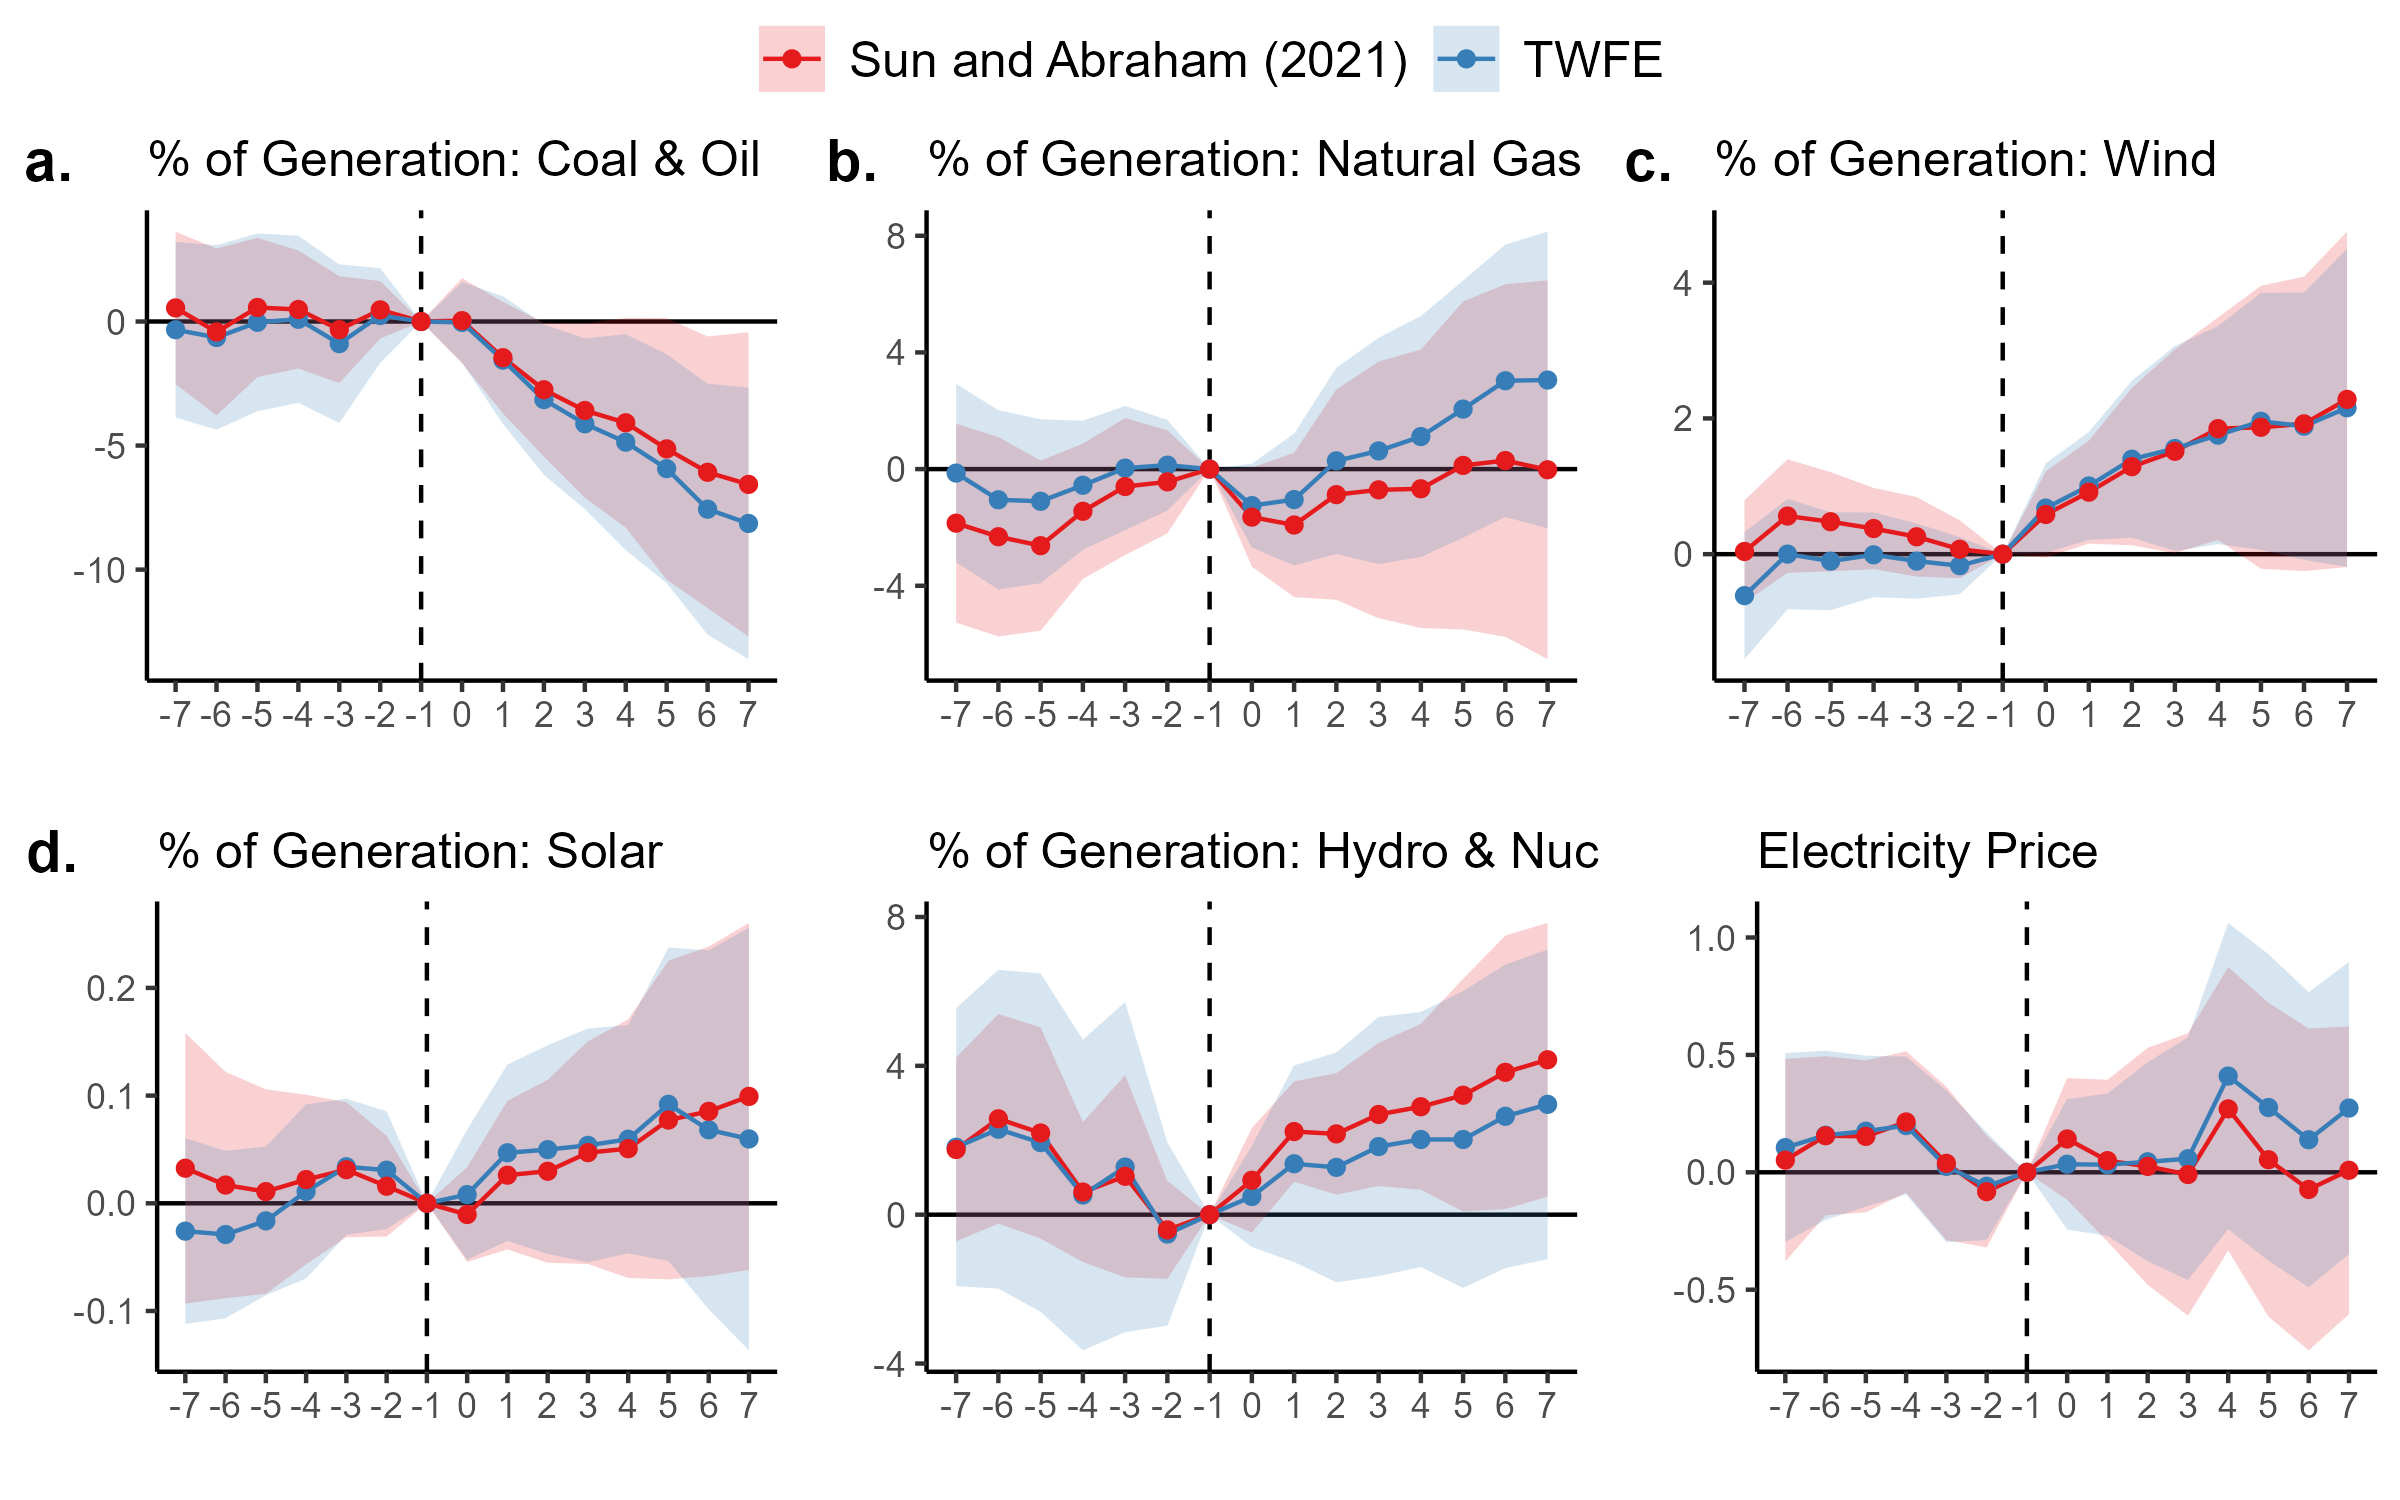 Sun and Abraham (2021) TWFE
a. % of Generation: Coal & Oil
0
-5
-10
-7 -6 -5 -4 -3 -2 -1 0 1 2 3 4 5 6 7
b. % of Generation: Natural Gas
8
4
0
-4
-7 -6 -5 -4 -3 -2 -1 0 1 2 3 4 5 6 7
c. % of Generation: Wind
4
2
0
-7 -6 -5 -4 -3 -2 -1 0 1 2 3 4 5 6 7
d. % of Generation: Solar
0.2
0.1
0.0
-0.1
-7 -6 -5 -4 -3 -2 -1 0 1 2 3 4 5 6 7
% of Generation: Hydro & Nuc
8
4
0
-4
-7 -6 -5 -4 -3 -2 -1 0 1 2 3 4 5 6 7
Electricity Price
1.0
0.5
0.0
-0.5
-7 -6 -5 -4 -3 -2 -1 0 1 2 3 4 5 6 7